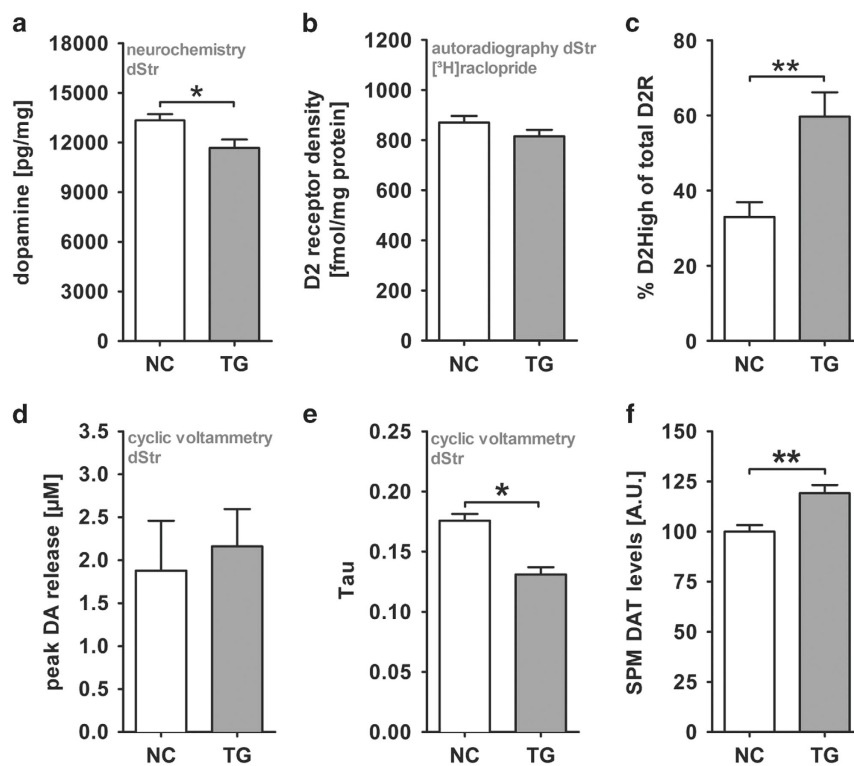 a
neurochemistry
dStr
dopamine [pg/mg]
18000
15000
12000
9000
6000
3000
0
*
NC TG
b
autoradiography dStr
[³H]raclopride
D2 receptor density
[fmol/mg protein]
1200
1000
800
600
400
200
0
NC TG
c
% D2High of total D2R
80
60
40
20
0
**
NC TG
d
cyclic voltammetry
dStr
peak DA release [µM]
3.5
3.0
2.5
2.0
1.5
1.0
0.5
0.0
NC TG
e
cyclic voltammetry
dStr
Tau
0.25
0.20
0.15
0.10
0.05
0.00
*
NC TG
f
SPM DAT levels [A.U.]
150
125
100
75
50
25
0
**
NC TG